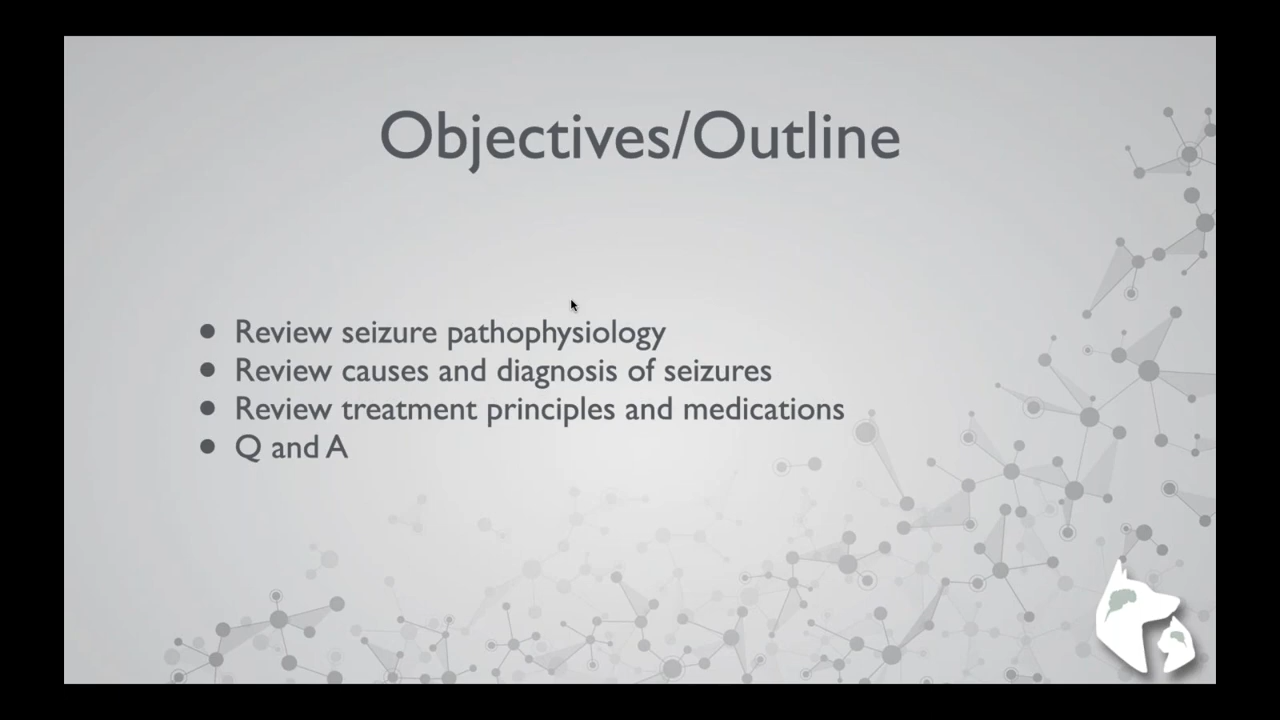 Objectives/Outline
● Review seizure pathophysiology
● Review causes and diagnosis of seizures
● Review treatment principles and medications
● Q and A